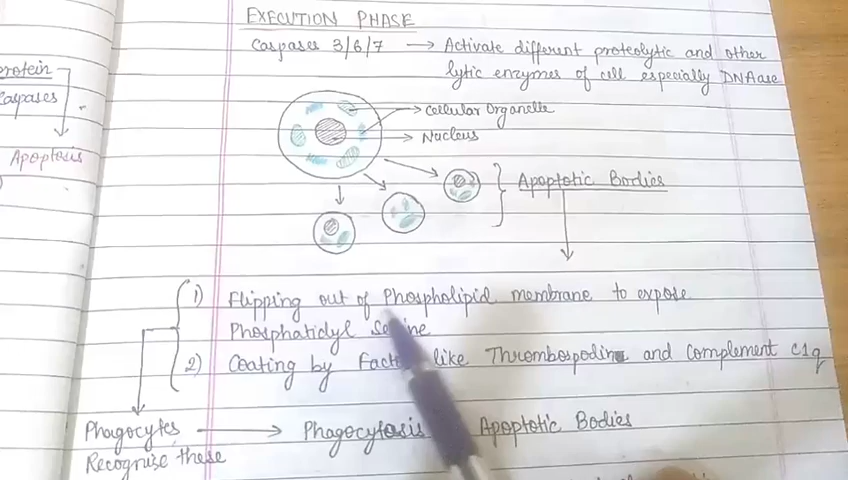 EXECUTION PHASE
Caspases 3/6/7 → Activate different proteolytic and other
lytic enzymes of cell especially DNAase
protein
Caspases
Apoptosis
Cellular Organelle
Nucleus
Apoptotic Bodies
1) Flipping out of Phospholipid membrane to expose
Phosphatidyl
2) Coating by like Thrombospodin and Complement C1q
Phagocytes → Phagocytosis Apoptotic Bodies
Recognise these